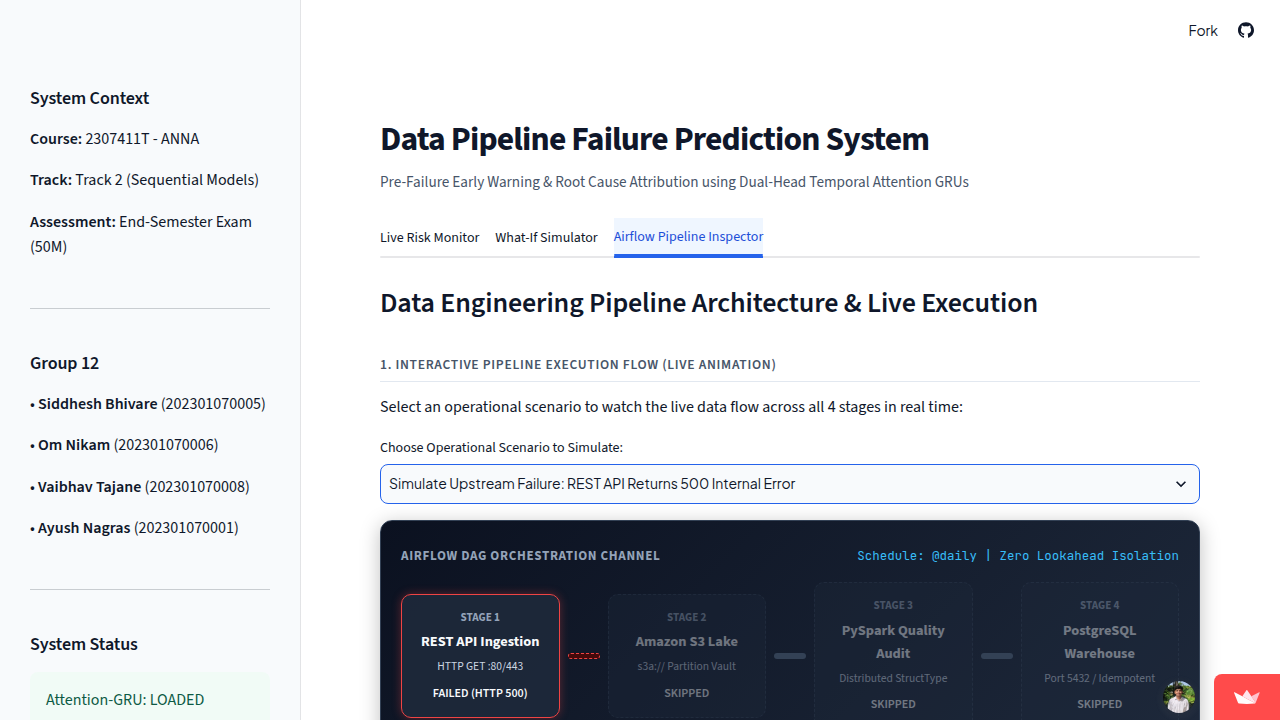 Fork
System Context
Course: 2307411T - ANNA
Track: Track 2 (Sequential Models)
Assessment: End-Semester Exam
(50M)
Group 12
• Siddhesh Bhivare (202301070005)
• Om Nikam (202301070006)
• Vaibhav Tajane (202301070008)
• Ayush Nagras (202301070001)
System Status
Attention-GRU: LOADED
Data Pipeline Failure Prediction System
Pre-Failure Early Warning & Root Cause Attribution using Dual-Head Temporal Attention GRUs
Live Risk Monitor
What-If Simulator
Airflow Pipeline Inspector
Data Engineering Pipeline Architecture & Live Execution
1. INTERACTIVE PIPELINE EXECUTION FLOW (LIVE ANIMATION)
Select an operational scenario to watch the live data flow across all 4 stages in real time:
Choose Operational Scenario to Simulate:
Simulate Upstream Failure: REST API Returns 500 Internal Error
AIRFLOW DAG ORCHESTRATION CHANNEL
Schedule: @daily | Zero Lookahead Isolation
STAGE 1
REST API Ingestion
HTTP GET :80/443
FAILED (HTTP 500)
STAGE 2
Amazon S3 Lake
s3a:// Partition Vault
SKIPPED
STAGE 3
PySpark Quality
Audit
Distributed StructType
SKIPPED
STAGE 4
PostgreSQL
Warehouse
Port 5432 / Idempotent
SKIPPED